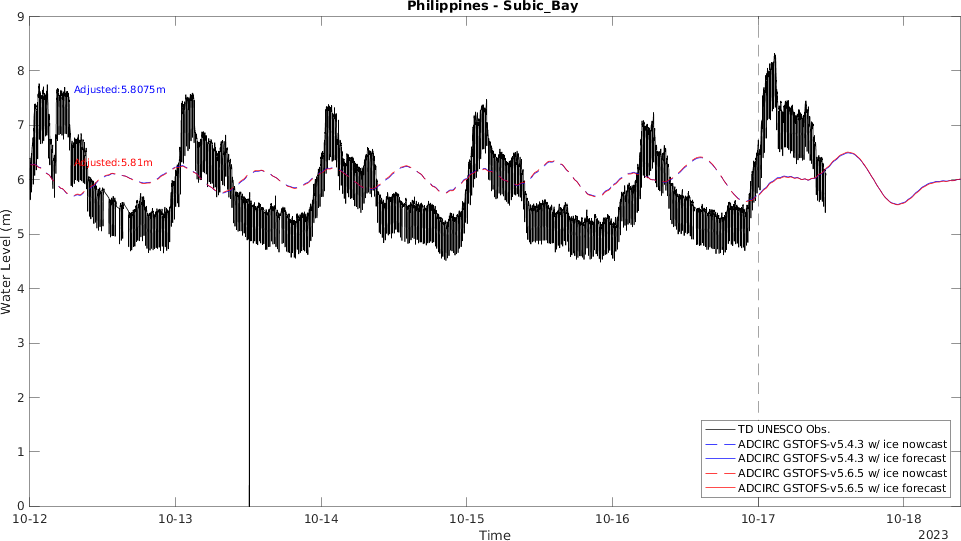 Philippines - Subic_Bay
9
8
7
6
5
4
3
2
1
0
Water Level (m)
Adjusted:5.8075m
Adjusted:5.81m
TD UNESCO Obs.
ADCIRC GSTOFS-v5.4.3 w/ ice nowcast
ADCIRC GSTOFS-v5.4.3 w/ ice forecast
ADCIRC GSTOFS-v5.6.5 w/ ice nowcast
ADCIRC GSTOFS-v5.6.5 w/ ice forecast
10-12 10-13 10-14 10-15 10-16 10-17 10-18
Time
2023